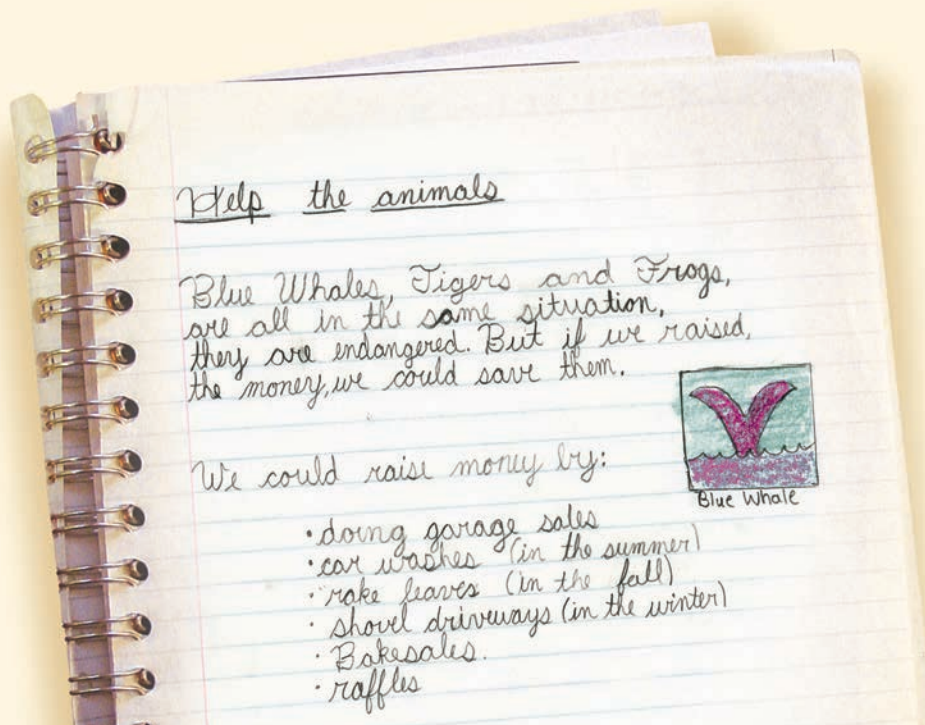 Help the animals
Blue Whales, Tigers and Frogs,
are all in the same situation,
they are endangered. But if we raised,
the money, we could save them.
Blue Whale
We could raise money by:
• doing garage sales
• car washes (in the summer)
• rake leaves (in the fall)
• shovel driveways (in the winter)
• Bakesales.
• raffles